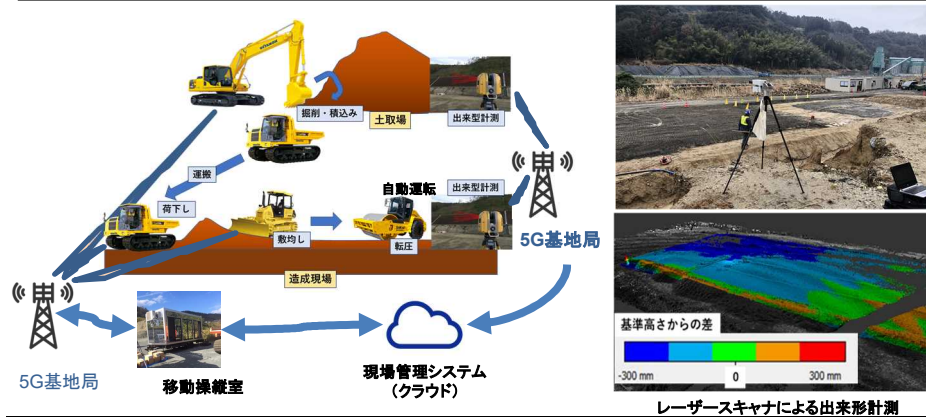 掘削・積込み
土取場
出来型計測
運搬
荷下し
自動運転
出来型計測
敷均し
転圧
5G基地局
造成現場
5G基地局
移動操縦室
現場管理システム
（クラウド）
基準高さからの差
-300 mm
0
300 mm
レーザースキャナによる出来形計測